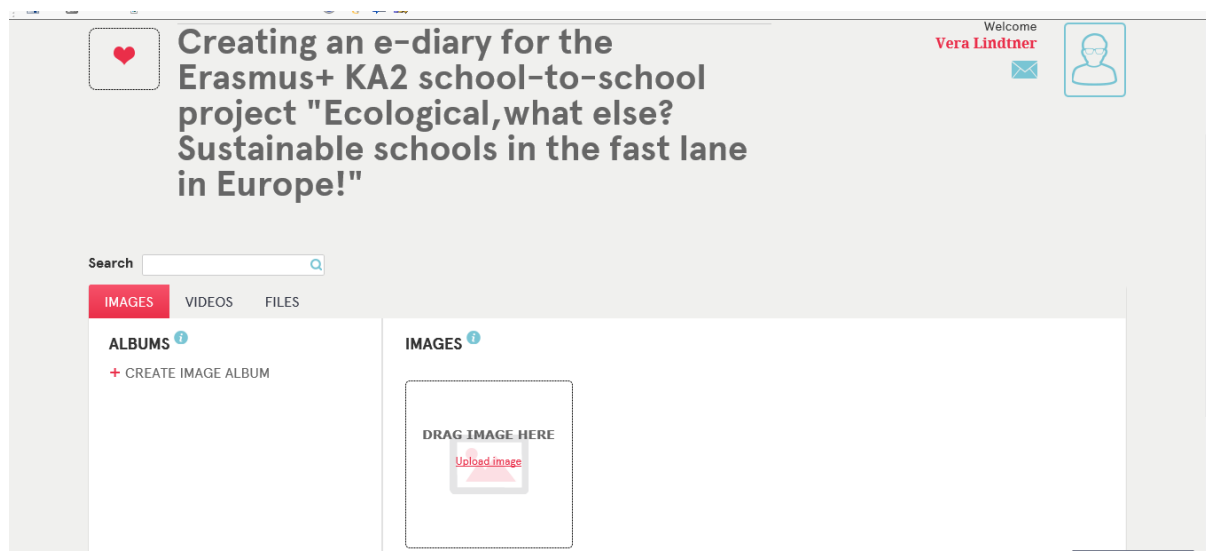 Creating an e-diary for the
Erasmus+ KA2 school-to-school
project "Ecological,what else?
Sustainable schools in the fast lane
in Europe!"
Welcome
Vera Lindtner
Search
IMAGES VIDEOS FILES
ALBUMS
+ CREATE IMAGE ALBUM
IMAGES
DRAG IMAGE HERE
Upload image